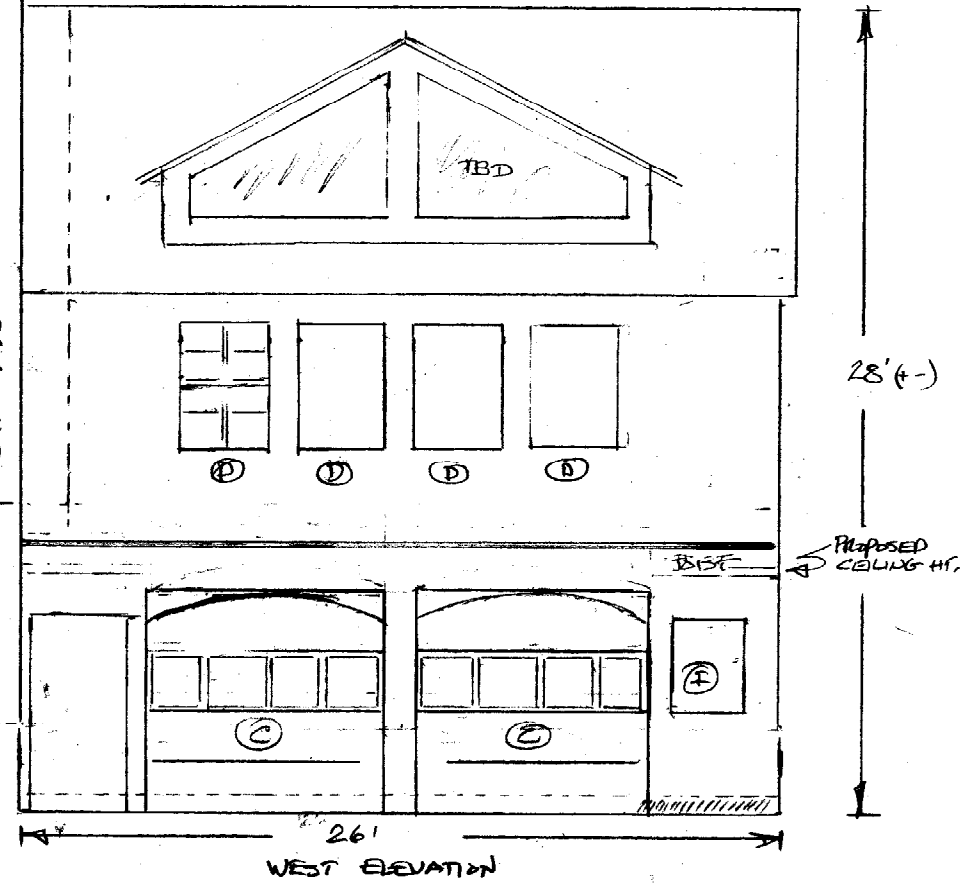 TBD
28' (+-)
D D D D
PROPOSED
CEILING HT.
I
C C
26'
WEST ELEVATION